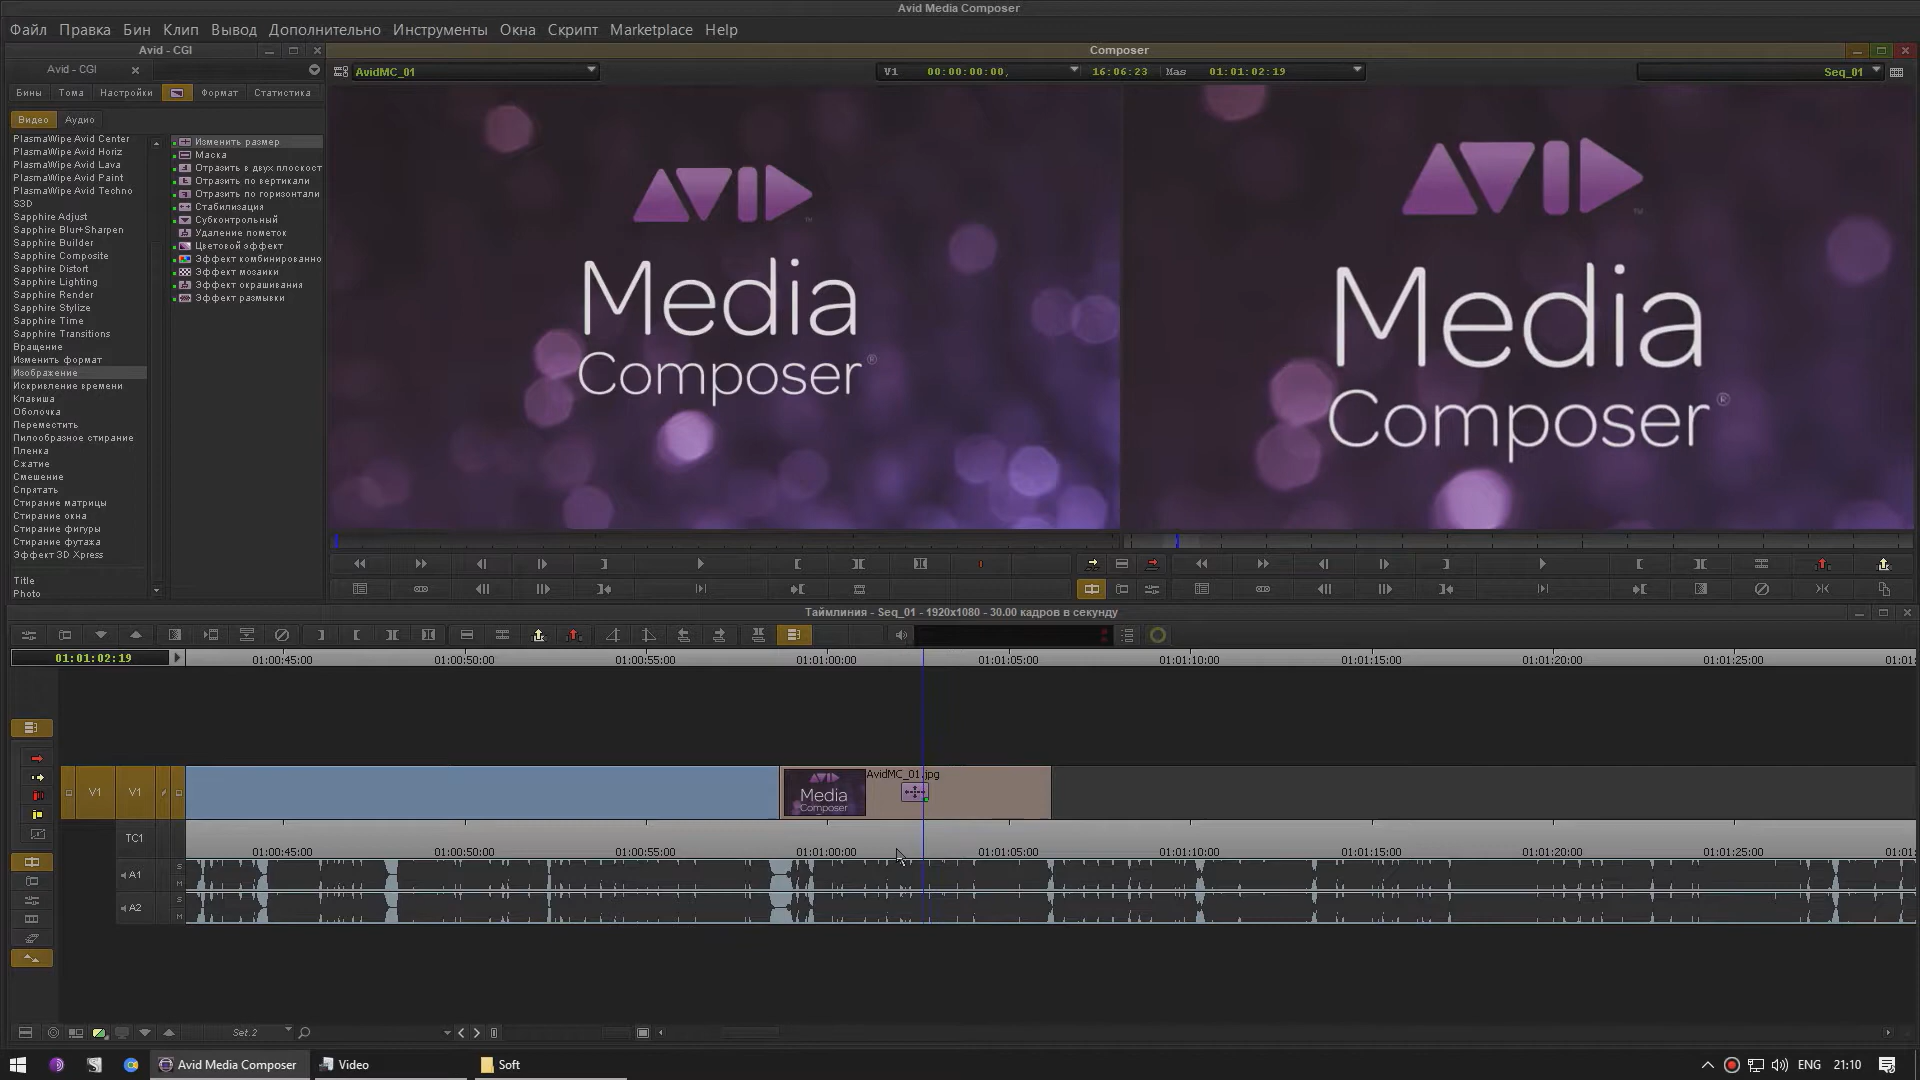 Avid Media Composer
Файл Правка Бин Клип Вывод Дополнительно Инструменты Окна Скрипт Marketplace Help
Avid - CGI
Composer
Avid - CGI
AvidMC_01
V1 00:00:00:00, 16:06:23 Mas 01:01:02:19
Seq_01
Бины Тома Настройки Формат Статистика
Видео Аудио
PlasmaWipe Avid Center
PlasmaWipe Avid Horiz
PlasmaWipe Avid Lava
PlasmaWipe Avid Paint
PlasmaWipe Avid Techno
S3D
Sapphire Adjust
Sapphire Blur+Sharpen
Sapphire Builder
Sapphire Composite
Sapphire Distort
Sapphire Lighting
Sapphire Render
Sapphire Stylize
Sapphire Time
Sapphire Transitions
Вращение
Изменить формат
Изображение
Искривление времени
Клавиша
Оболочка
Переместить
Пилообразное стирание
Пленка
Сжатие
Смешение
Спрятать
Стирание матрицы
Стирание окна
Стирание фигуры
Стирание футажа
Эффект 3D Xpress
Title
Photo
Изменить размер
Маска
Отразить в двух плоскост
Отразить по вертикали
Отразить по горизонтали
Стабилизация
Субконтрольный
Удаление пометок
Цветовой эффект
Эффект комбинированно
Эффект мозаики
Эффект окрашивания
Эффект размывки
AVID ™
Media
Composer ®
AVID ™
Media
Composer ®
Таймлиния - Seq_01 - 1920x1080 - 30.00 кадров в секунду
01:01:02:19
01:00:45:00 01:00:50:00 01:00:55:00 01:01:00:00 01:01:05:00 01:01:10:00 01:01:15:00 01:01:20:00 01:01:25:00 01:01:
V1 V1
AvidMC_01.jpg
AVID
Media
Composer
TC1
01:00:45:00 01:00:50:00 01:00:55:00 01:01:00:00 01:01:05:00 01:01:10:00 01:01:15:00 01:01:20:00 01:01:25:00 01:01:
A1 S M
A2 S M
Set.2
Avid Media Composer Video Soft ENG 21:10